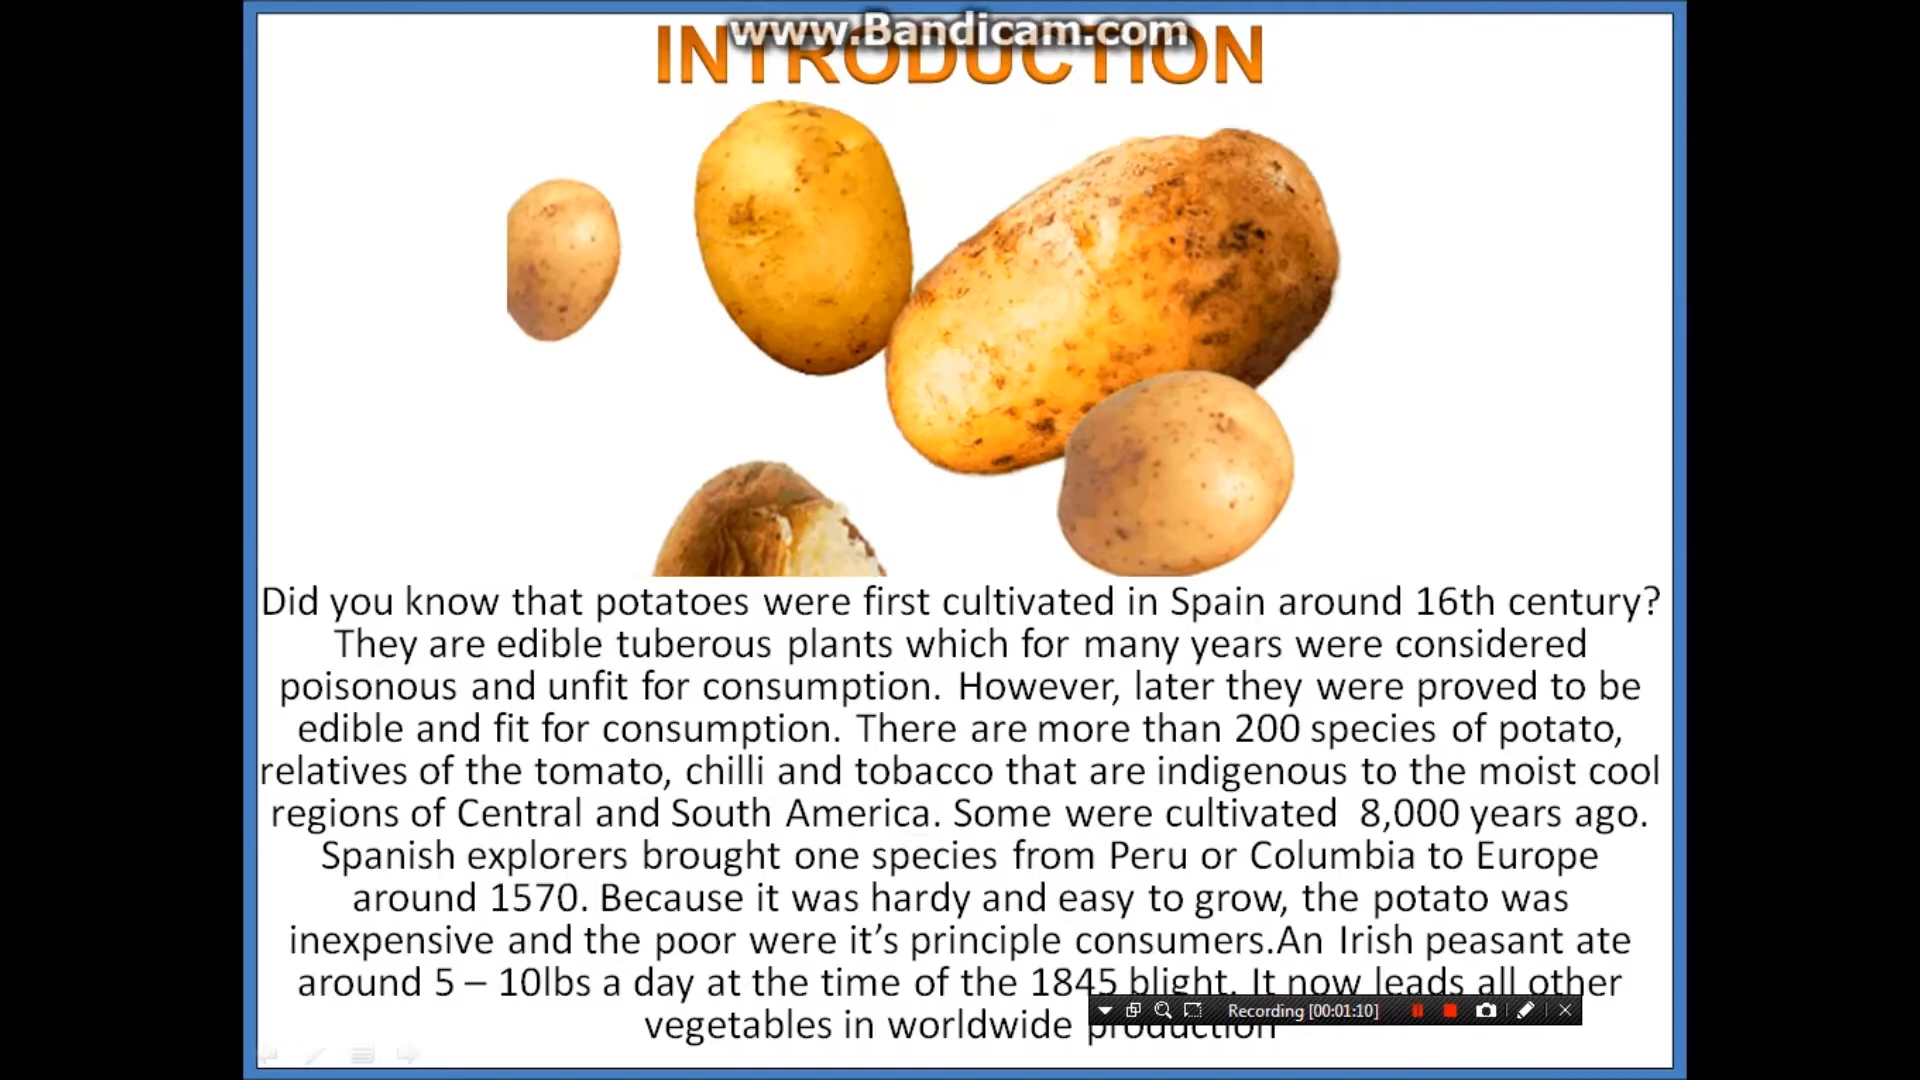 www.Bandicam.com
INTRODUCTION
Did you know that potatoes were first cultivated in Spain around 16th century?
They are edible tuberous plants which for many years were considered
poisonous and unfit for consumption. However, later they were proved to be
edible and fit for consumption. There are more than 200 species of potato,
relatives of the tomato, chilli and tobacco that are indigenous to the moist cool
regions of Central and South America. Some were cultivated 8,000 years ago.
Spanish explorers brought one species from Peru or Columbia to Europe
around 1570. Because it was hardy and easy to grow, the potato was
inexpensive and the poor were it’s principle consumers.An Irish peasant ate
around 5 – 10lbs a day at the time of the 1845 blight. It now leads all other
vegetables in worldwide production
Recording [00:01:10]